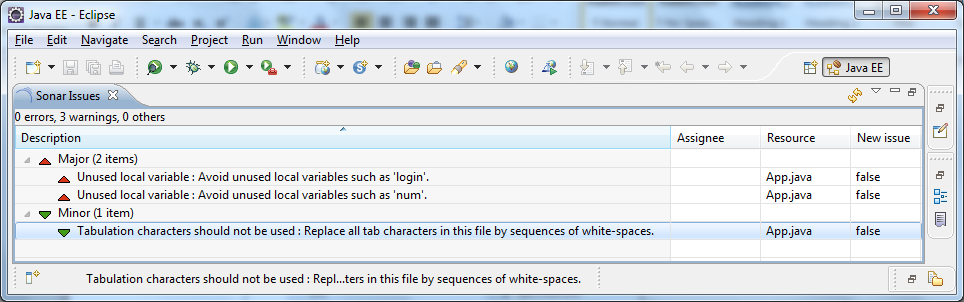 Java EE - Eclipse
File Edit Navigate Search Project Run Window Help
Java EE
Sonar Issues
0 errors, 3 warnings, 0 others
Description Assignee Resource New issue
Major (2 items)
Unused local variable : Avoid unused local variables such as 'login'. App.java false
Unused local variable : Avoid unused local variables such as 'num'. App.java false
Minor (1 item)
Tabulation characters should not be used : Replace all tab characters in this file by sequences of white-spaces. App.java false
Tabulation characters should not be used : Repl...ters in this file by sequences of white-spaces.